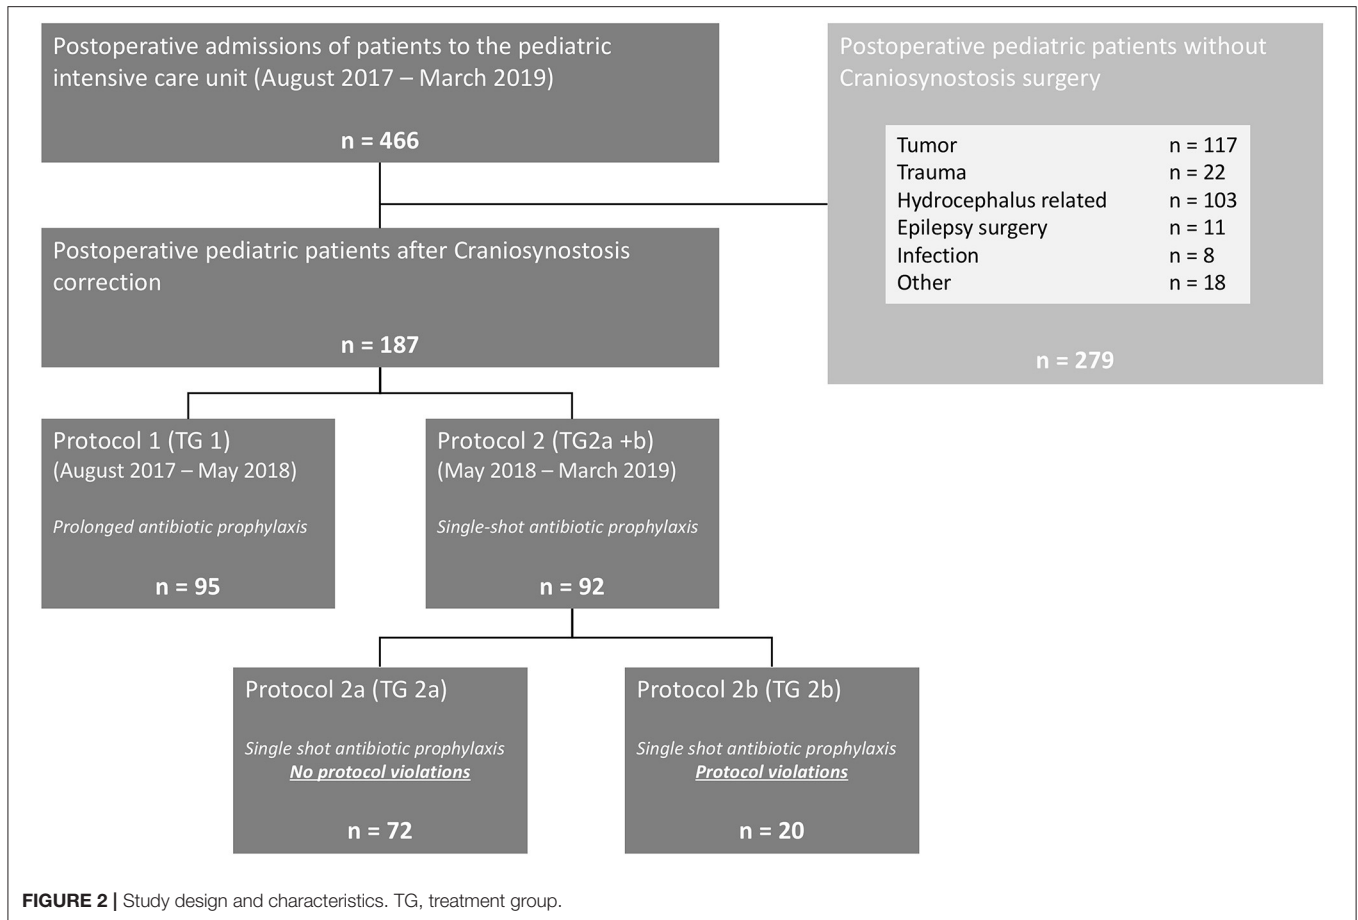 Postoperative admissions of patients to the pediatric
intensive care unit (August 2017 – March 2019)
n = 466
Postoperative pediatric patients without
Craniosynostosis surgery
Tumor n = 117
Trauma n = 22
Hydrocephalus related n = 103
Epilepsy surgery n = 11
Infection n = 8
Other n = 18
n = 279
Postoperative pediatric patients after Craniosynostosis
correction
n = 187
Protocol 1 (TG 1)
(August 2017 – May 2018)
Prolonged antibiotic prophylaxis
n = 95
Protocol 2 (TG2a +b)
(May 2018 – March 2019)
Single-shot antibiotic prophylaxis
n = 92
Protocol 2a (TG 2a)
Single shot antibiotic prophylaxis
No protocol violations
n = 72
Protocol 2b (TG 2b)
Single shot antibiotic prophylaxis
Protocol violations
n = 20
FIGURE 2 | Study design and characteristics. TG, treatment group.